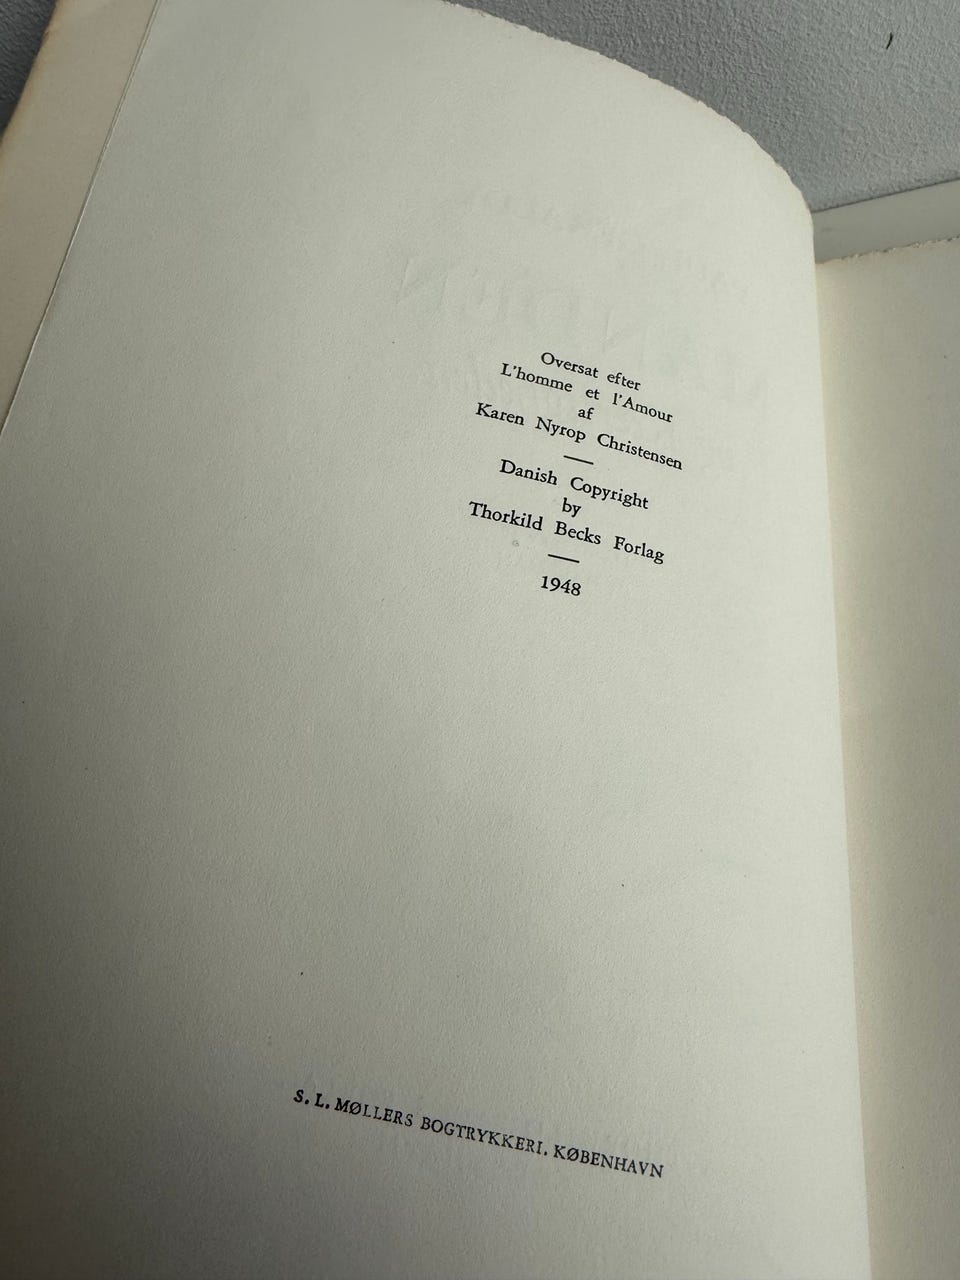 Oversat efter
L'homme et l'Amour
af
Karen Nyrop Christensen
Danish Copyright
by
Thorkild Becks Forlag
1948
S. L. MØLLERS BOGTRYKKERI. KØBENHAVN